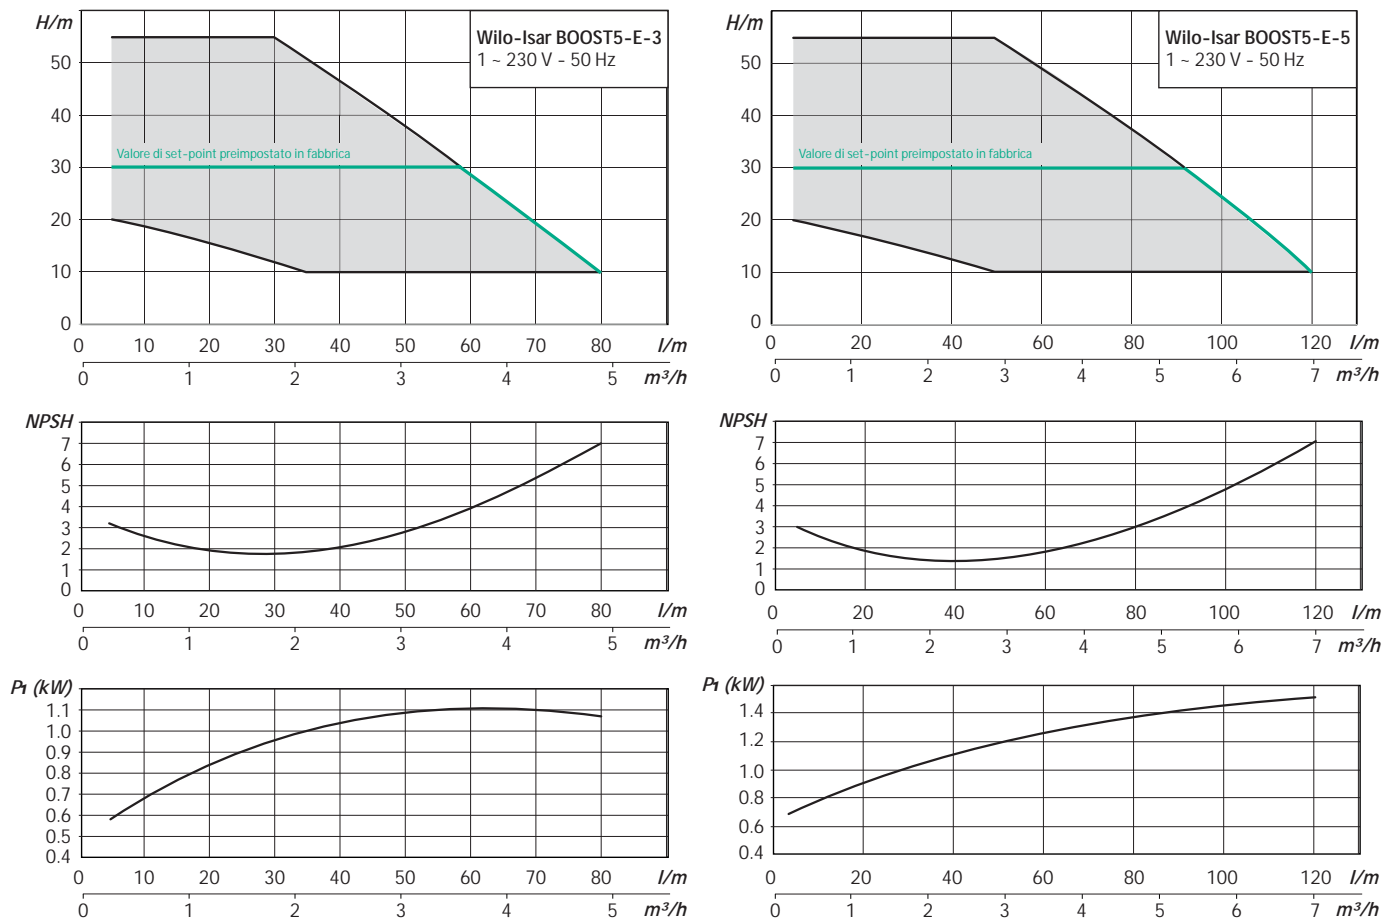 H/m
Wilo-Isar BOOST5-E-3
1 ~ 230 V - 50 Hz
50
40
Valore di set-point preimpostato in fabbrica
30
20
10
0
0 10 20 30 40 50 60 70 80 l/m
0 1 2 3 4 5 m³/h
NPSH
7
6
5
4
3
2
1
0
0 10 20 30 40 50 60 70 80 l/m
0 1 2 3 4 5 m³/h
P1 (kW)
1.1
1.0
0.9
0.8
0.7
0.6
0.5
0.4
0 10 20 30 40 50 60 70 80 l/m
0 1 2 3 4 5 m³/h
H/m
Wilo-Isar BOOST5-E-5
1 ~ 230 V - 50 Hz
50
40
Valore di set-point preimpostato in fabbrica
30
20
10
0
0 20 40 60 80 100 120 l/m
0 1 2 3 4 5 6 7 m³/h
NPSH
7
6
5
4
3
2
1
0
0 20 40 60 80 100 120 l/m
0 1 2 3 4 5 6 7 m³/h
P1 (kW)
1.4
1.2
1.0
0.8
0.6
0.4
0 20 40 60 80 100 120 l/m
0 1 2 3 4 5 6 7 m³/h